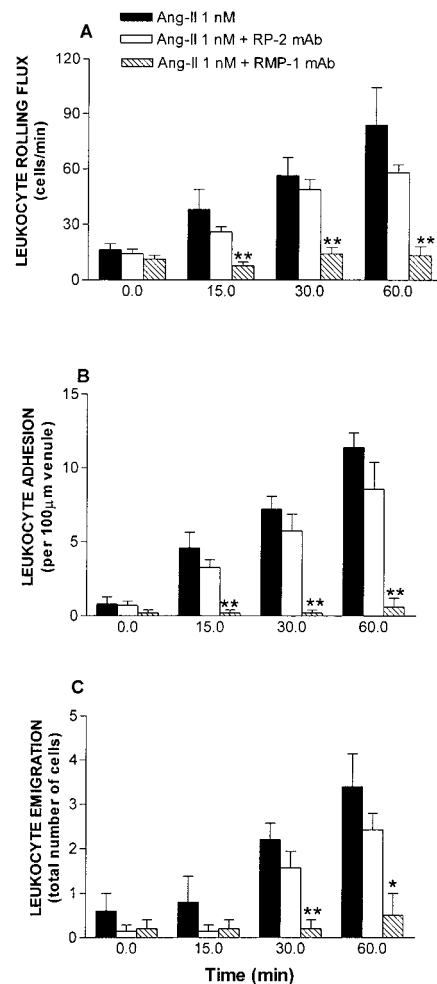 Ang-II 1 nM
Ang-II 1 nM + RP-2 mAb
Ang-II 1 nM + RMP-1 mAb
A
LEUKOCYTE ROLLING FLUX
(cells/min)
120
90
60
30
0
**
**
**
0.0 15.0 30.0 60.0
B
LEUKOCYTE ADHESION
(per 100µm venule)
15
10
5
0
**
**
**
0.0 15.0 30.0 60.0
C
LEUKOCYTE EMIGRATION
(total number of cells)
5
4
3
2
1
0
**
*
0.0 15.0 30.0 60.0
Time (min)